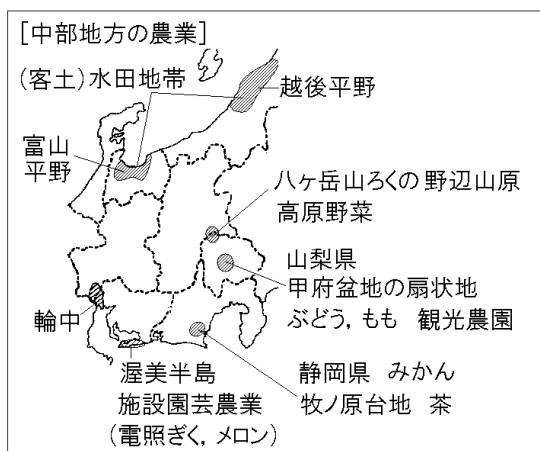 [中部地方の農業]
(客土)水田地帯
越後平野
富山
平野
八ヶ岳山ろくの野辺山原
高原野菜
山梨県
甲府盆地の扇状地
ぶどう,もも 観光農園
輪中
渥美半島
施設園芸農業
(電照ぎく,メロン)
静岡県 みかん
牧ノ原台地 茶